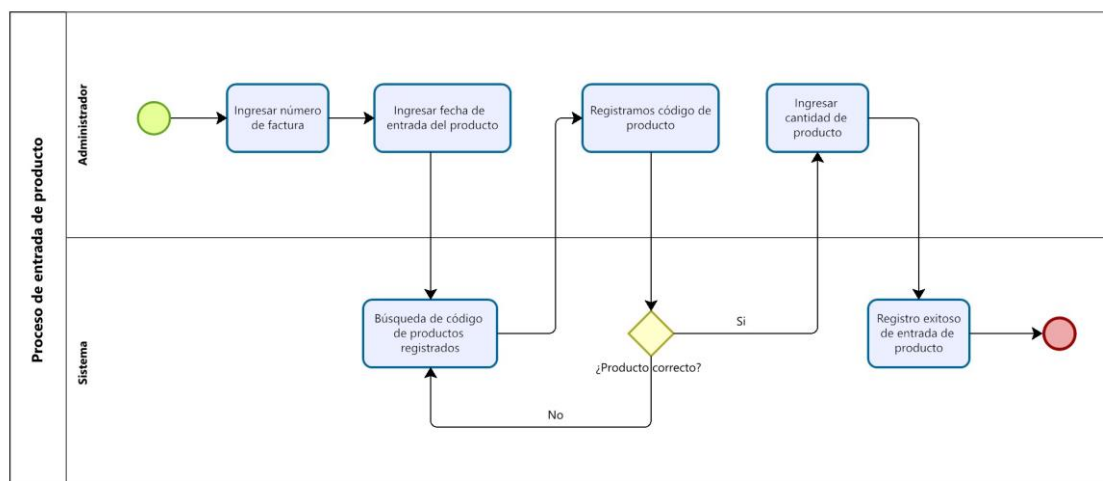 Proceso de entrada de producto
Administrador
Ingresar número
de factura
Ingresar fecha de
entrada del producto
Registramos código de
producto
Ingresar
cantidad de
producto
Sistema
Búsqueda de código
de productos
registrados
¿Producto correcto?
Si
No
Registro exitoso
de entrada de
producto